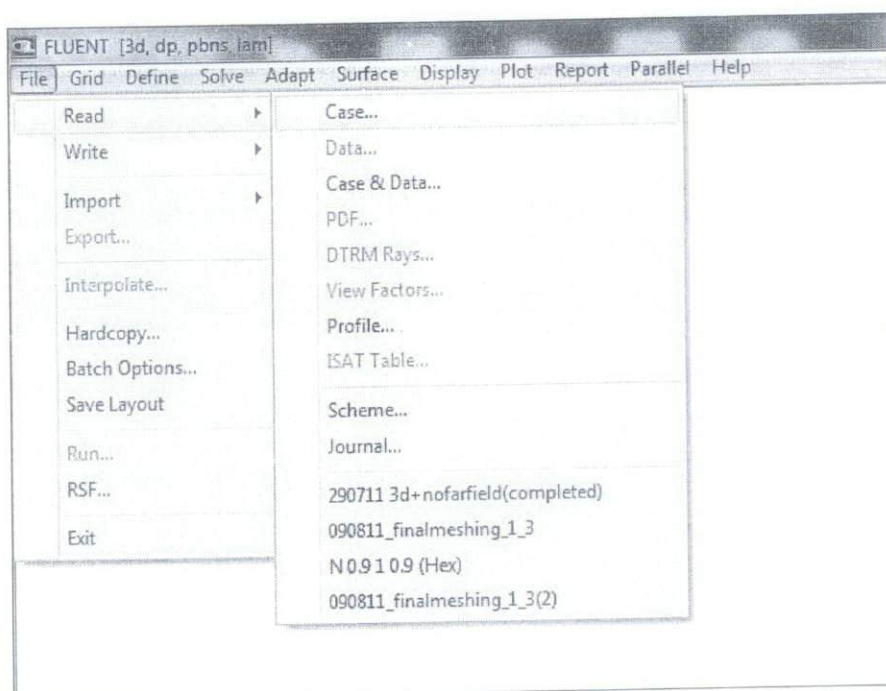 FLUENT [3d, dp, pbns, lam]
File Grid Define Solve Adapt Surface Display Plot Report Parallel Help
Read
Write
Import
Export...
Interpolate...
Hardcopy...
Batch Options...
Save Layout
Run...
RSF...
Exit
Case...
Data...
Case & Data...
PDF...
DTRM Rays...
View Factors...
Profile...
ISAT Table...
Scheme...
Journal...
290711 3d+nofarfield(completed)
090811_finalmeshing_1_3
N 0.9 1 0.9 (Hex)
090811_finalmeshing_1_3(2)